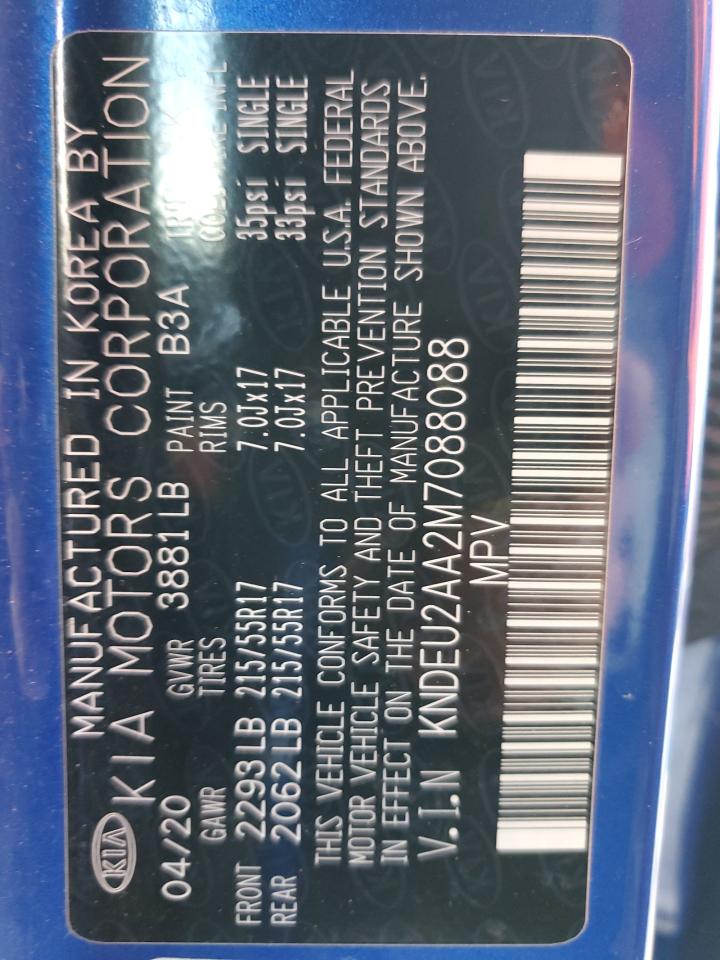 MANUFACTURED IN KOREA BY
KIA KIA MOTORS CORPORATION
04/20 GVWR 3881LB PAINT B3A
GAWR TIRES RIMS
FRONT 2293LB 215/55R17 7.0Jx17 35psi SINGLE
REAR 2062LB 215/55R17 7.0Jx17 33psi SINGLE
THIS VEHICLE CONFORMS TO ALL APPLICABLE U.S.A. FEDERAL
MOTOR VEHICLE SAFETY AND THEFT PREVENTION STANDARDS
IN EFFECT ON THE DATE OF MANUFACTURE SHOWN ABOVE.
V.I.N KNDEU2AA2M7088088
MPV